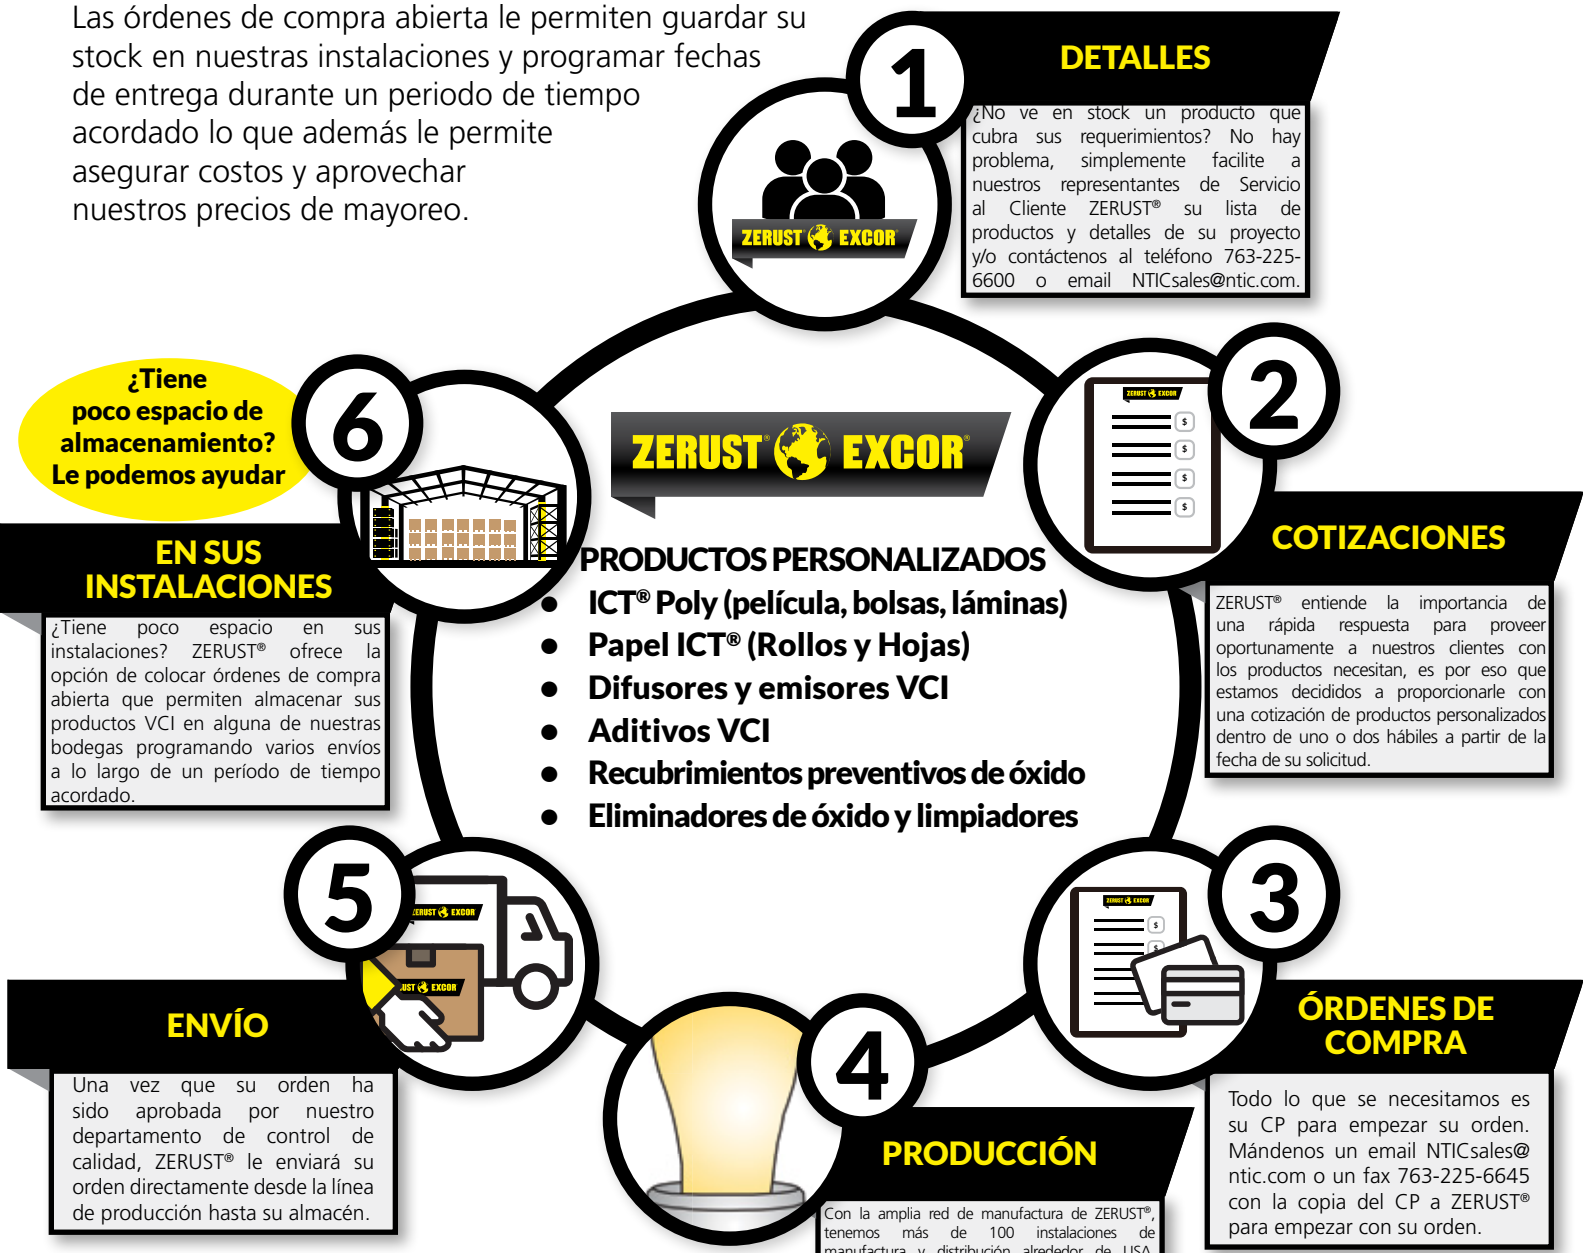 Las órdenes de compra abierta le permiten guardar su
stock en nuestras instalaciones y programar fechas
de entrega durante un periodo de tiempo
acordado lo que además le permite
asegurar costos y aprovechar
nuestros precios de mayoreo.
1
DETALLES
¿No ve en stock un producto que
cubra sus requerimientos? No hay
problema, simplemente facilite a
nuestros representantes de Servicio
al Cliente ZERUST® su lista de
productos y detalles de su proyecto
y/o contáctenos al teléfono 763-225-
6600 o email NTICsales@ntic.com.
ZERUST EXCOR
2
ZERUST EXCOR
$
$
$
$
COTIZACIONES
ZERUST® entiende la importancia de
una rápida respuesta para proveer
oportunamente a nuestros clientes con
los productos necesitan, es por eso que
estamos decididos a proporcionarle con
una cotización de productos personalizados
dentro de uno o dos hábiles a partir de la
fecha de su solicitud.
¿Tiene
poco espacio de
almacenamiento?
Le podemos ayudar
6
EN SUS
INSTALACIONES
¿Tiene poco espacio en sus
instalaciones? ZERUST® ofrece la
opción de colocar órdenes de compra
abierta que permiten almacenar sus
productos VCI en alguna de nuestras
bodegas programando varios envíos
a lo largo de un período de tiempo
acordado.
ZERUST® EXCOR®
PRODUCTOS PERSONALIZADOS
● ICT® Poly (película, bolsas, láminas)
● Papel ICT® (Rollos y Hojas)
● Difusores y emisores VCI
● Aditivos VCI
● Recubrimientos preventivos de óxido
● Eliminadores de óxido y limpiadores
3
ZERUST EXCOR
$
$
ÓRDENES DE
COMPRA
Todo lo que se necesitamos es
su CP para empezar su orden.
Mándenos un email NTICsales@
ntic.com o un fax 763-225-6645
con la copia del CP a ZERUST®
para empezar con su orden.
5
ZERUST EXCOR
UST EXCOR
ENVÍO
Una vez que su orden ha
sido aprobada por nuestro
departamento de control de
calidad, ZERUST® le enviará su
orden directamente desde la línea
de producción hasta su almacén.
4
PRODUCCIÓN
Con la amplia red de manufactura de ZERUST®,
tenemos más de 100 instalaciones de
manufactura y distribución alrededor de USA,